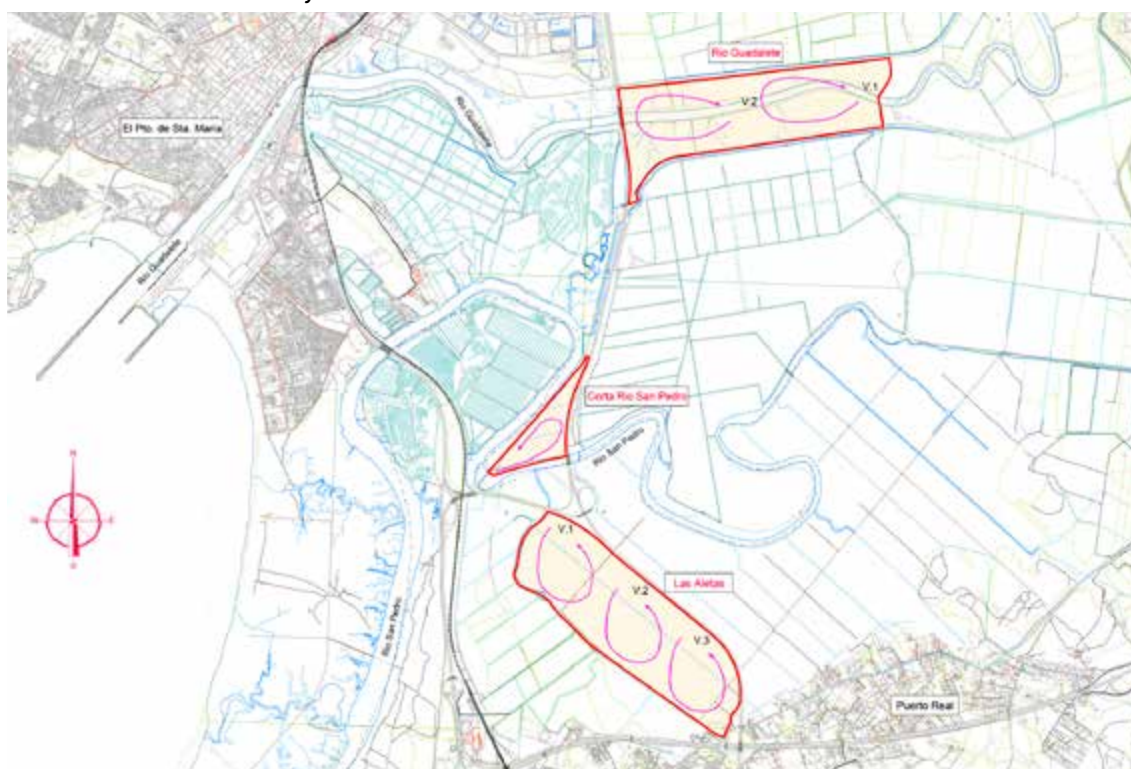 y
Río Guadalete
V.1
V.2
El Pto. de Sta. María
Río Guadalete
Río Guadalete
Corta Río San Pedro
Río San Pedro
N
E
V.1
V.2
Las Aletas
V.3
Río San Pedro
Puerto Real